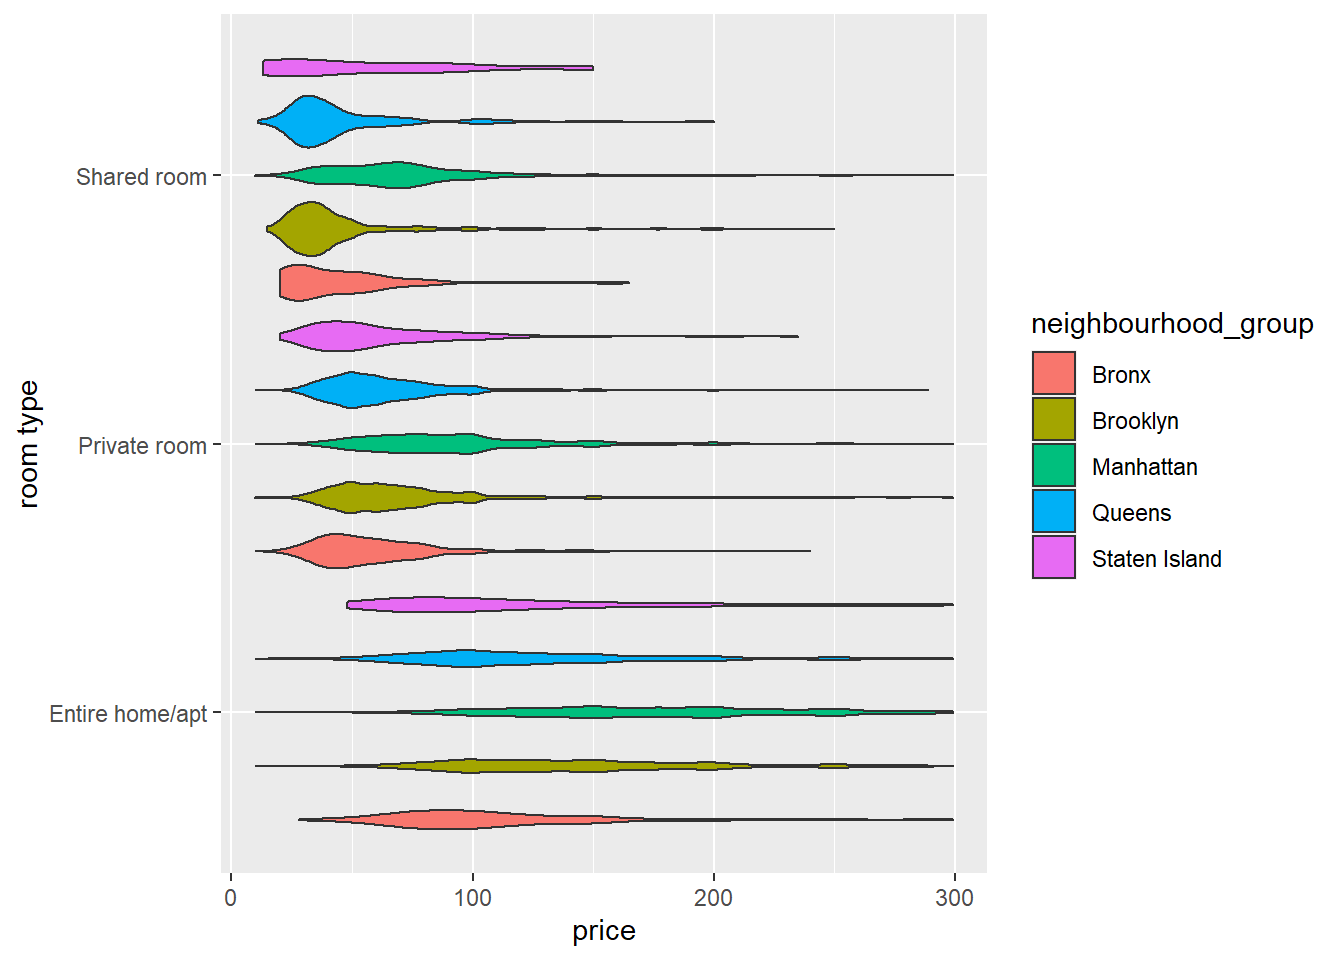 Shared room
Private room
Entire home/apt
room type
0 100 200 300
price
neighbourhood_group
Bronx
Brooklyn
Manhattan
Queens
Staten Island